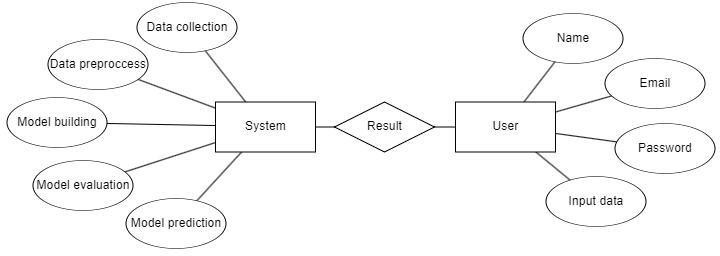 Data collection
Name
Data preproccess
Email
Model building
System
Result
User
Password
Model evaluation
Input data
Model prediction